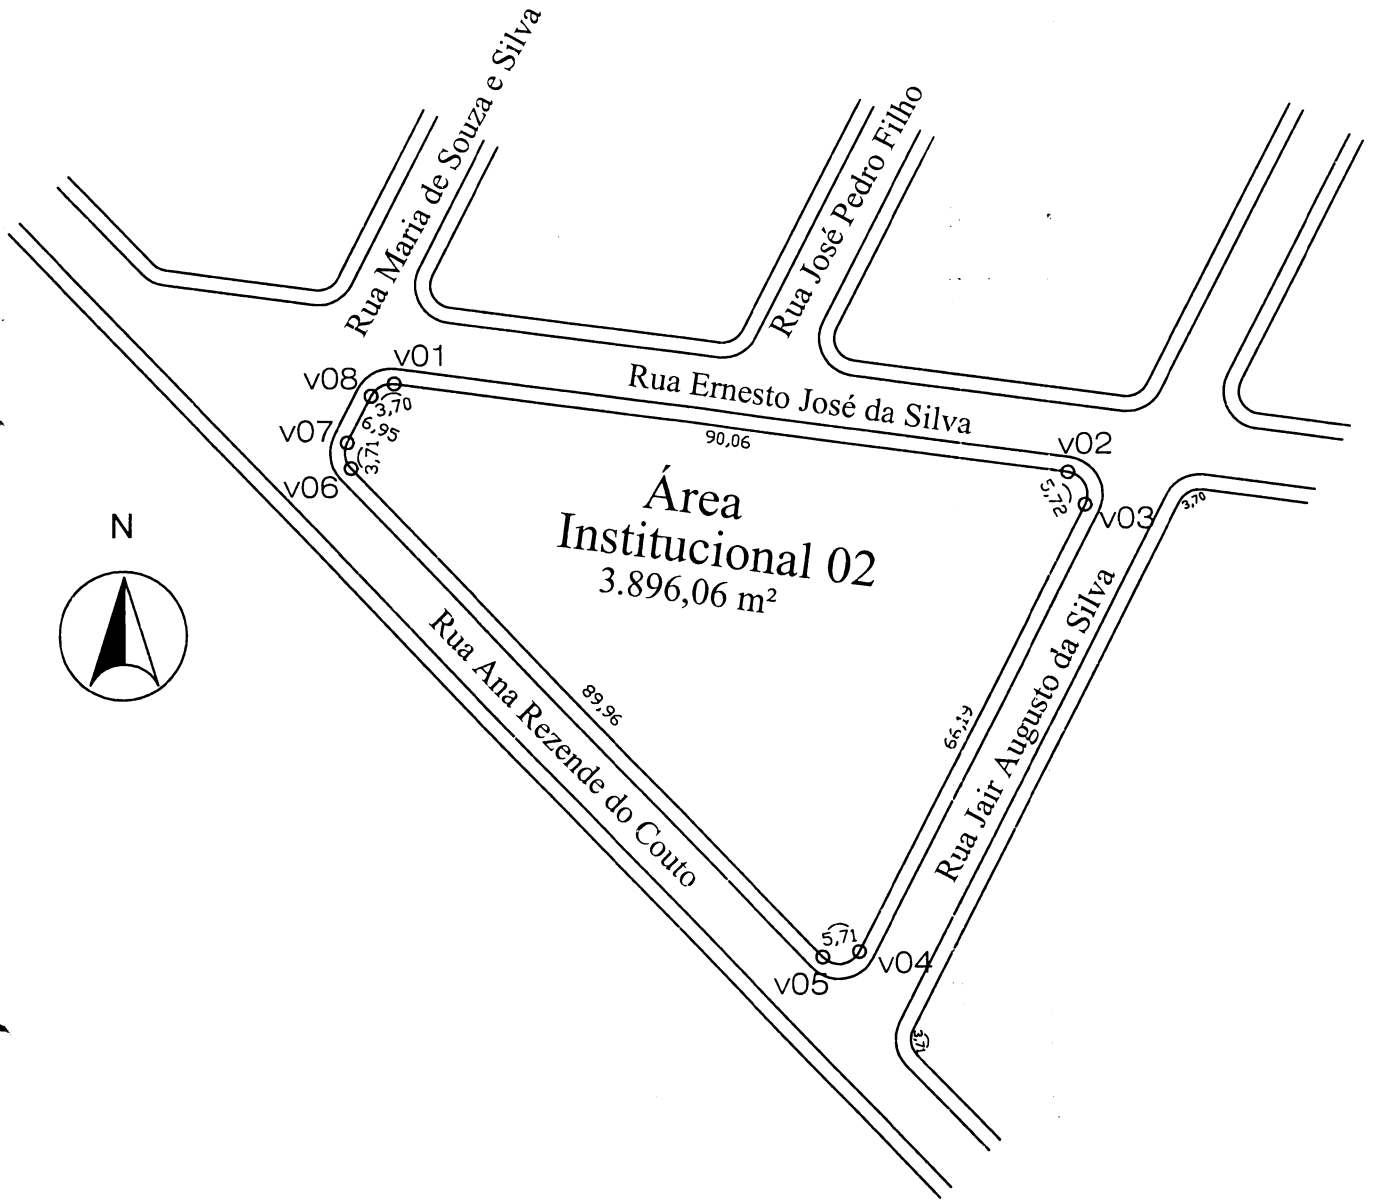 Rua Maria de Souza e Silva
Rua José Pedro Filho
v01
v08
3,70
Rua Ernesto José da Silva
6,95
v07
90,06
v02
3,71
v06
Área
5,72
v03
3,70
Institucional 02
N
3.896,06 m²
Rua Ana Rezende do Couto
89,96
66,19
Rua Jair Augusto da Silva
5,71
v04
v05
3,71